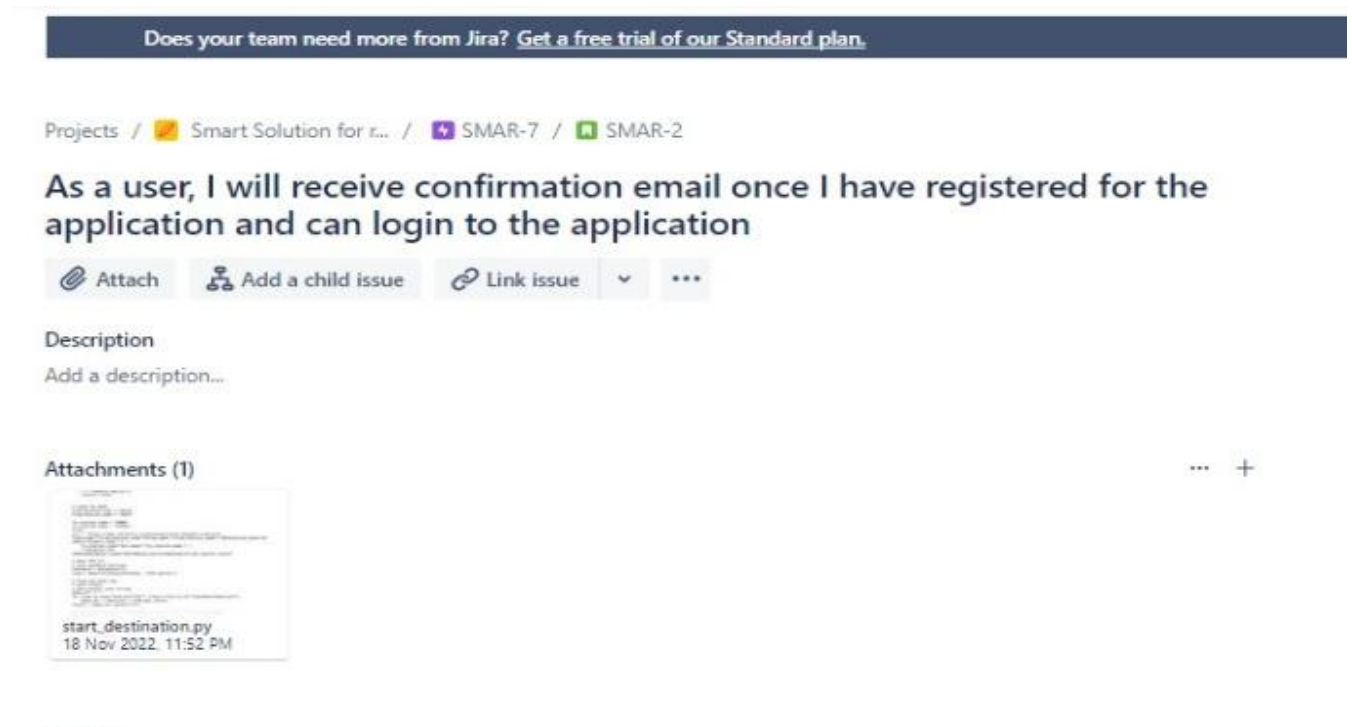 Does your team need more from Jira? Get a free trial of our Standard plan.
Projects / Smart Solution for r... / SMAR-7 / SMAR-2
As a user, I will receive confirmation email once I have registered for the
application and can login to the application
Attach Add a child issue Link issue
Description
Add a description...
Attachments (1)
start_destination.py
18 Nov 2022, 11:52 PM